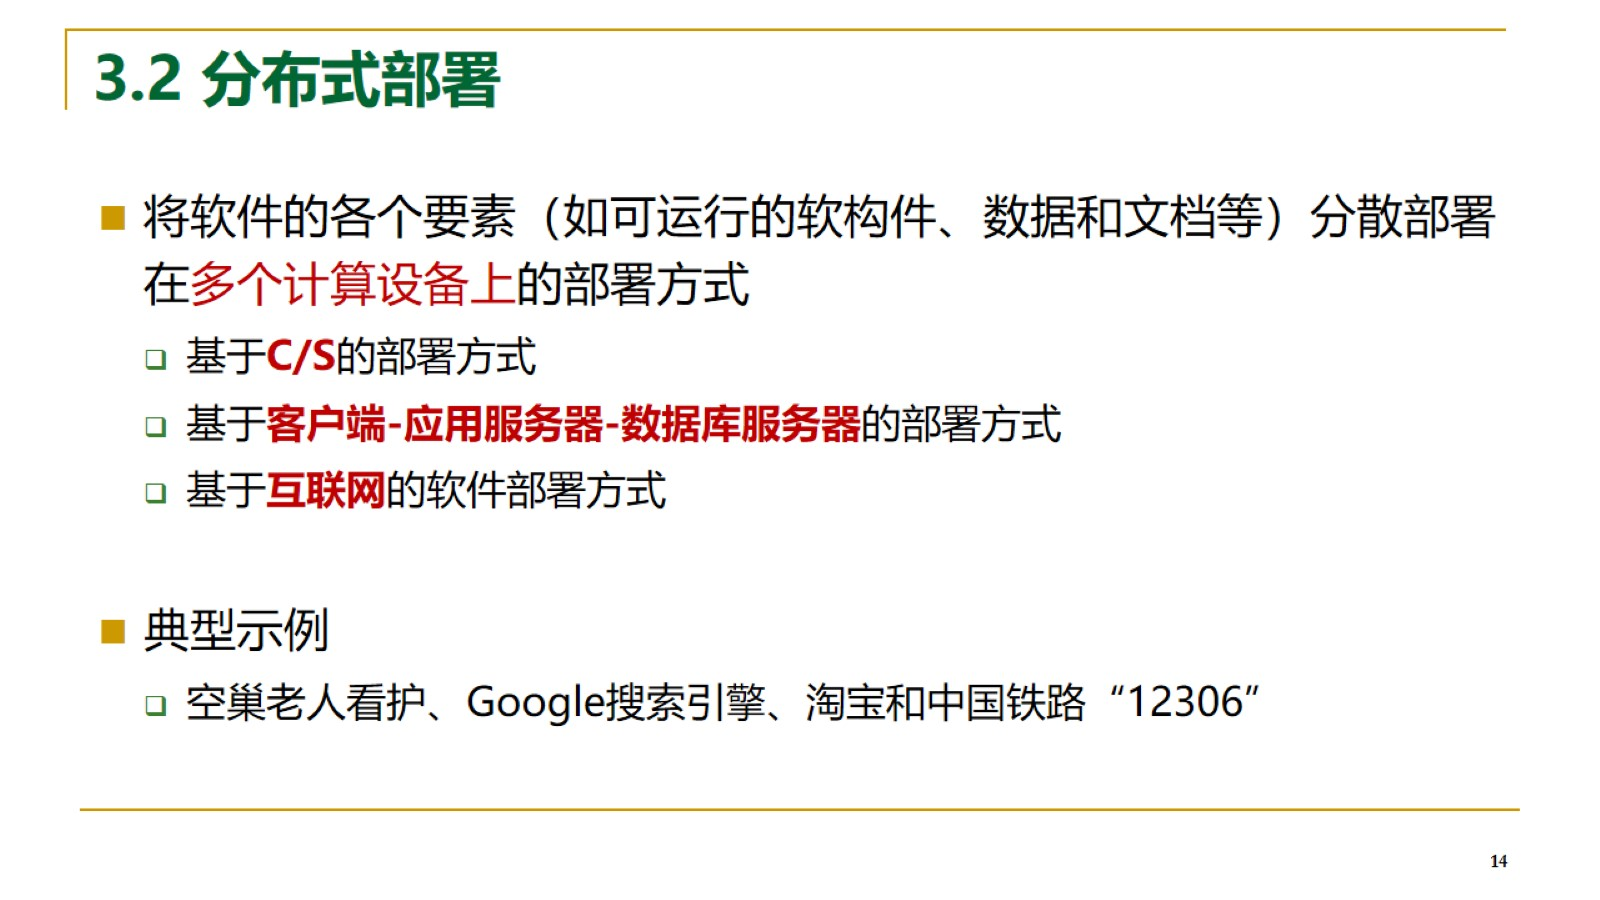 3.2 分布式部署
将软件的各个要素（如可运行的软构件、数据和文档等）分散部署
在多个计算设备上的部署方式
基于C/S的部署方式
基于客户端-应用服务器-数据库服务器的部署方式
基于互联网的软件部署方式
典型示例
空巢老人看护、Google搜索引擎、淘宝和中国铁路“12306”
14